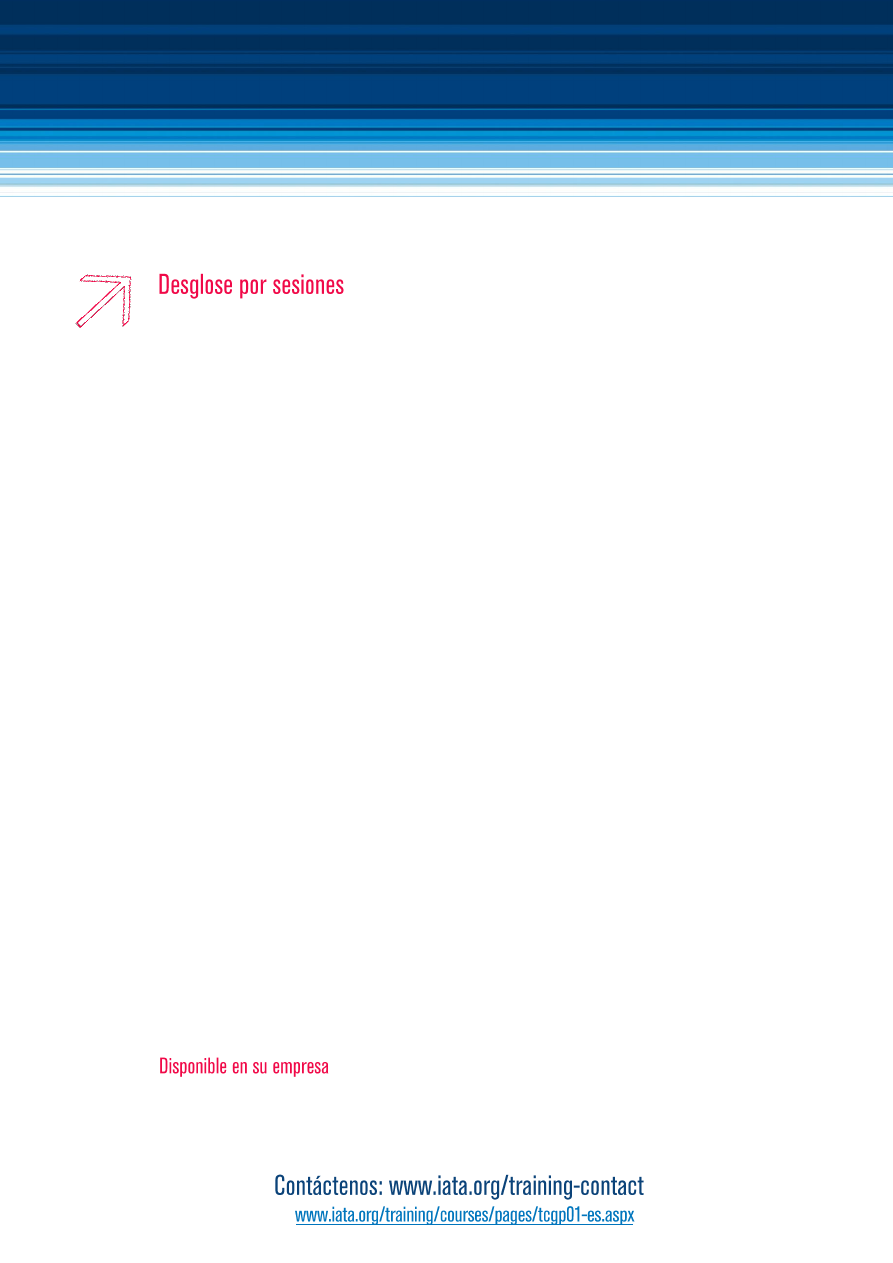 Desglose por sesiones
Disponible en su empresa
Contáctenos: www.iata.org/training-contact
www.iata.org/training/courses/pages/tcgp01-es.aspx